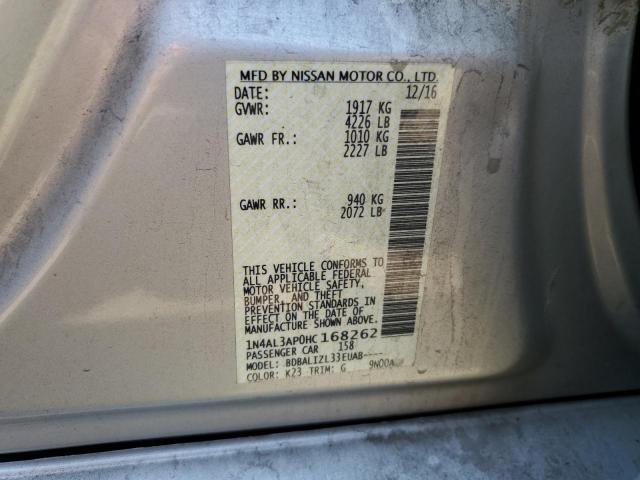 MFD BY NISSAN MOTOR CO., LTD.
DATE: 12/16
GVWR: 1917 KG
4226 LB
GAWR FR.: 1010 KG
2227 LB
GAWR RR.: 940 KG
2072 LB
THIS VEHICLE CONFORMS TO
ALL APPLICABLE FEDERAL
MOTOR VEHICLE SAFETY,
BUMPER, AND THEFT
PREVENTION STANDARDS IN
EFFECT ON THE DATE OF
MANUFACTURE SHOWN ABOVE.
1N4AL3AP0HC168262
PASSENGER CAR 158
MODEL: BDBALIZL33EUAB----
COLOR: K23 TRIM: G